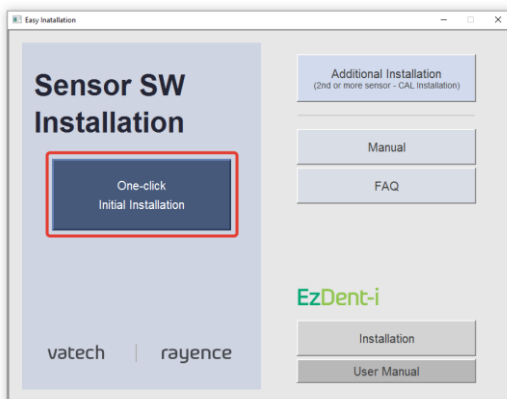 Easy Inatallation
Sensor SW
Installation
One-click
Initial Installation
vatech | rayence
Additional Installation
(2nd or more sensor - CAL Installation)
Manual
FAQ
EzDent-i
Installation
User Manual